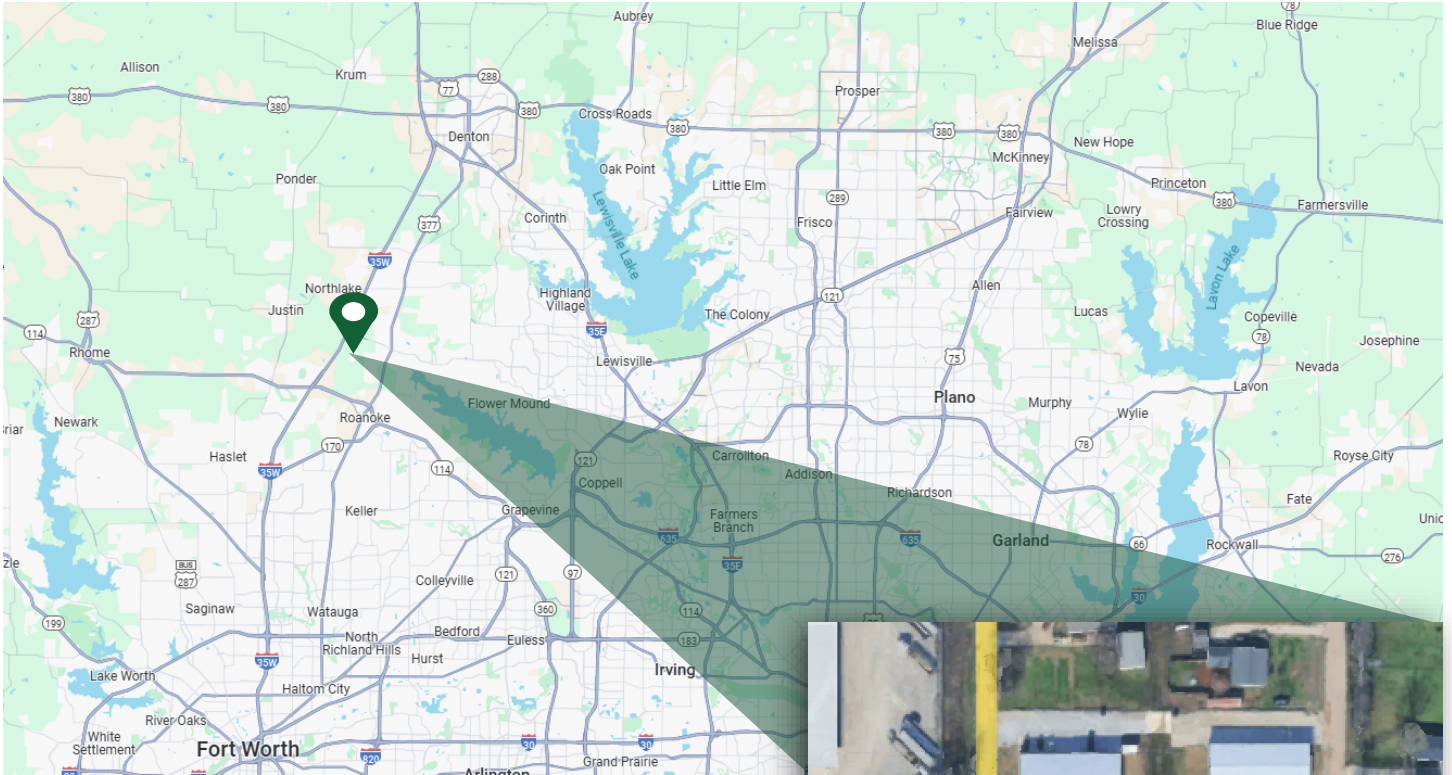 Aubrey
78
Blue Ridge
Melissa
Allison
Krum
288
77
380
380
Prosper
380
Cross Roads
380
380
380
Denton
New Hope
McKinney
Oak Point
Ponder
Little Elm
Princeton
380
Farmersville
289
Lowry
Crossing
Fairview
Corinth
377
Frisco
Lewisville Lake
35W
Lavon Lake
Northlake
Allen
Highland
Village
121
Justin
287
The Colony
Lucas
Copeville
114
35E
78
Rhome
Josephine
Lewisville
75
Nevada
Lavon
Plano
Flower Mound
Murphy
Wylie
Roanoke
Newark
170
78
Haslet
Carrollton
Royse City
121
114
35W
Addison
Coppell
Richardson
Fate
Keller
Grapevine
Farmers
Branch
635
635
Garland
66
Rockwall
276
35E
BUS
287
121
97
Colleyville
30
Saginaw
Watauga
360
114
199
North
Richland Hills
Bedford
Euless
183
35W
Hurst
Irving
Lake Worth
Haltom City
River Oaks
White
Settlement
Fort Worth
30
30
820
Grand Prairie
Arlington